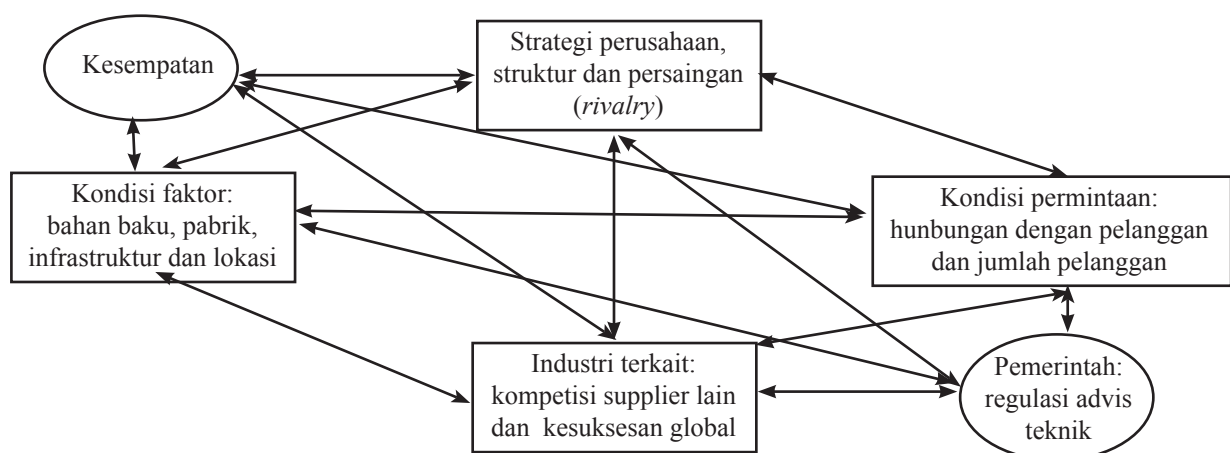 Kesempatan
Strategi perusahaan,
struktur dan persaingan
(rivalry)
Kondisi faktor:
bahan baku, pabrik,
infrastruktur dan lokasi
Kondisi permintaan:
hunbungan dengan pelanggan
dan jumlah pelanggan
Industri terkait:
kompetisi supplier lain
dan kesuksesan global
Pemerintah:
regulasi advis
teknik